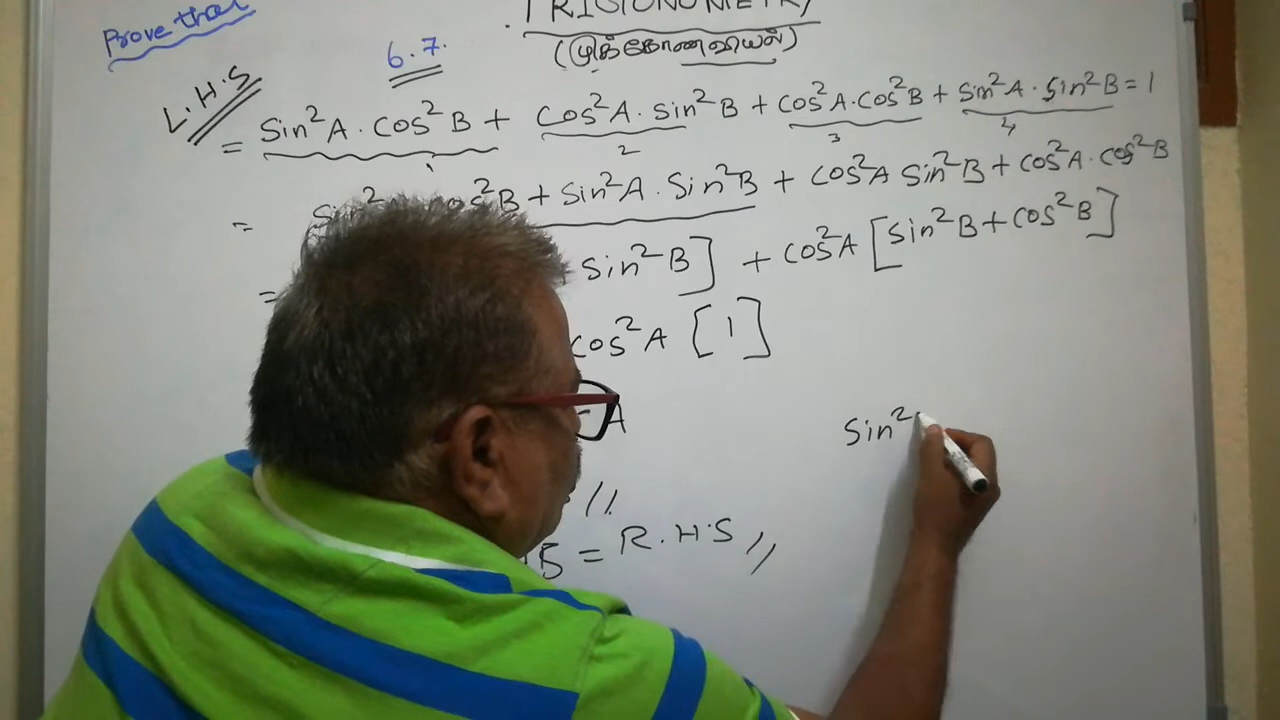 Prove that
TRIGONOMETRY
6.7.
(முக்கோணவியல்)
L.H.S
= Sin²A . Cos²B + Cos²A . Sin²B + Cos²A . Cos²B + Sin²A . Sin²B = 1
1 2 3 4
= Sin² cos²B + Sin²A . Sin²B + Cos²A Sin²B + Cos²A . Cos²B
= + Sin²B] + Cos²A [Sin²B + Cos²B]
cos²A [1]
A
Sin²
//
= R.H.S //